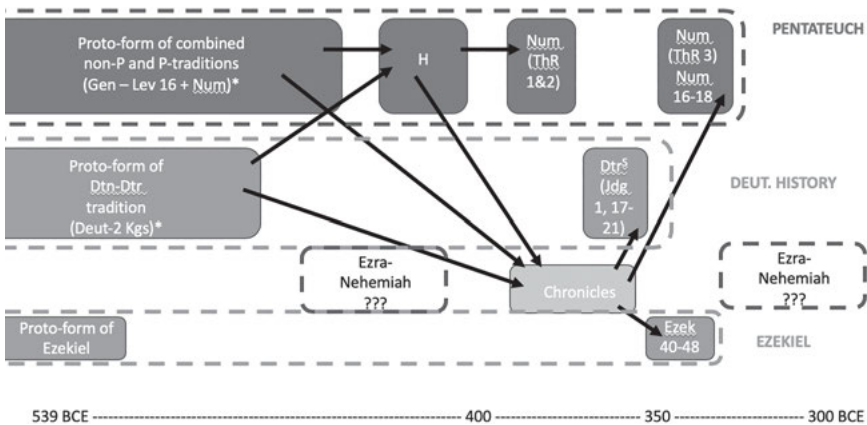 PENTATEUCH
Proto-form of combined
non-P and P-traditions
(Gen – Lev 16 + Num)*
H
Num
(ThR
1&2)
Num
(ThR 3)
Num
16-18
DEUT. HISTORY
Proto-form of
Dtn-Dtr
tradition
(Deut-2 Kgs)*
DtrS
(Jdg
1, 17-
21)
Ezra-
Nehemiah
???
Chronicles
Ezra-
Nehemiah
???
Proto-form of
Ezekiel
Ezek
40-48
EZEKIEL
539 BCE ---------------------------------------------------------------- 400 ----------------------------- 350 ------------------------ 300 BCE